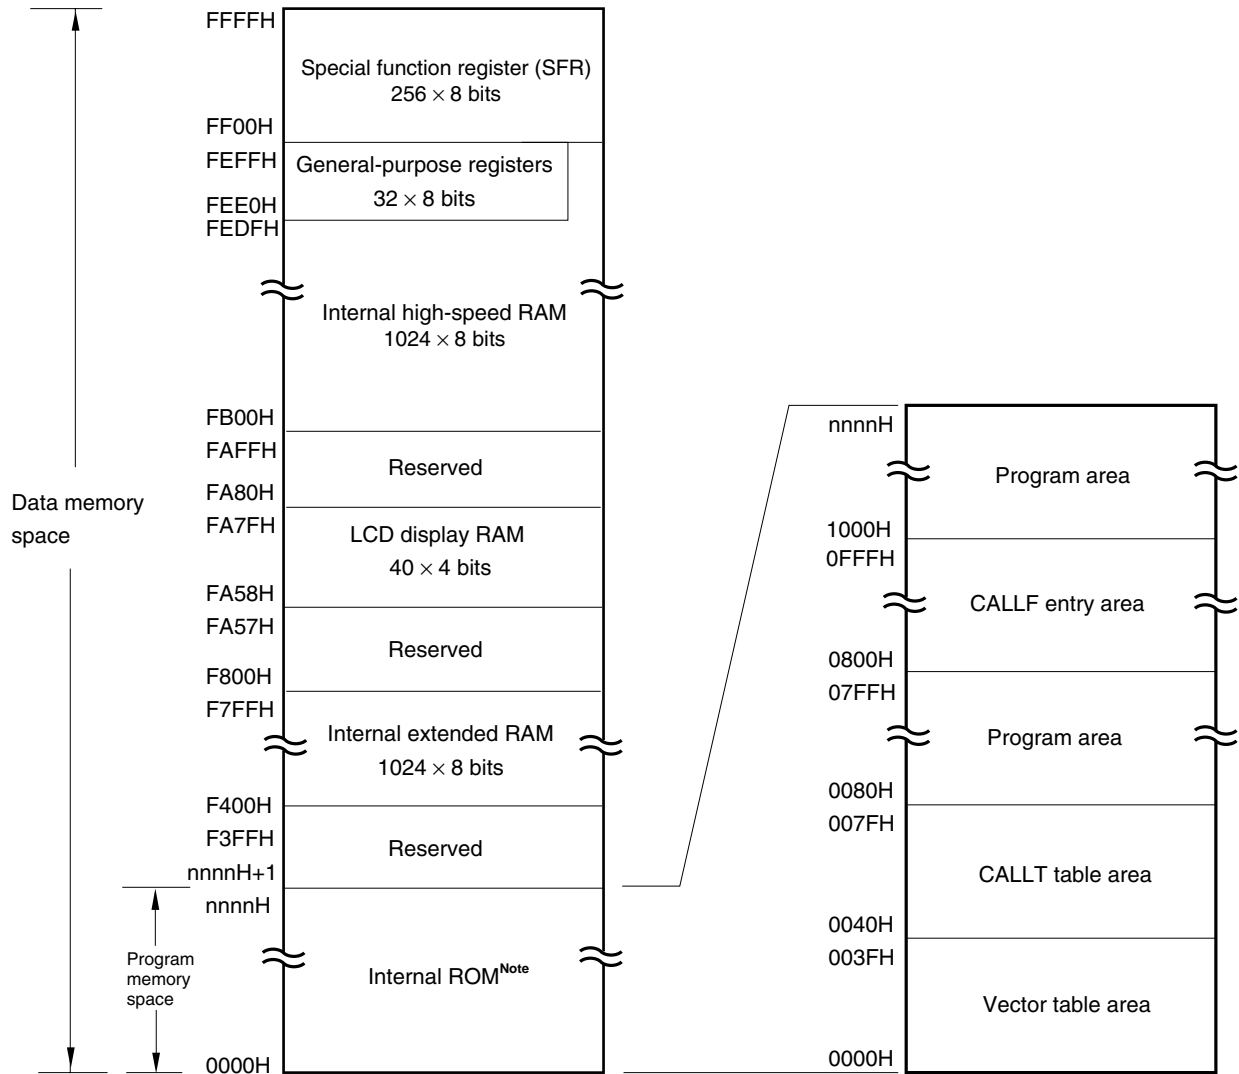 FFFFH
Special function register (SFR)
256 × 8 bits
FF00H
FEFFH
General-purpose registers
32 × 8 bits
FEE0H
FEDFH
Internal high-speed RAM
1024 × 8 bits
FB00H
FAFFH
Reserved
FA80H
FA7FH
LCD display RAM
40 × 4 bits
FA58H
FA57H
Reserved
F800H
F7FFH
Internal extended RAM
1024 × 8 bits
F400H
F3FFH
Reserved
nnnnH+1
nnnnH
Internal ROMNote
0000H
Data memory
space
Program
memory
space
nnnnH
Program area
1000H
0FFFH
CALLF entry area
0800H
07FFH
Program area
0080H
007FH
CALLT table area
0040H
003FH
Vector table area
0000H